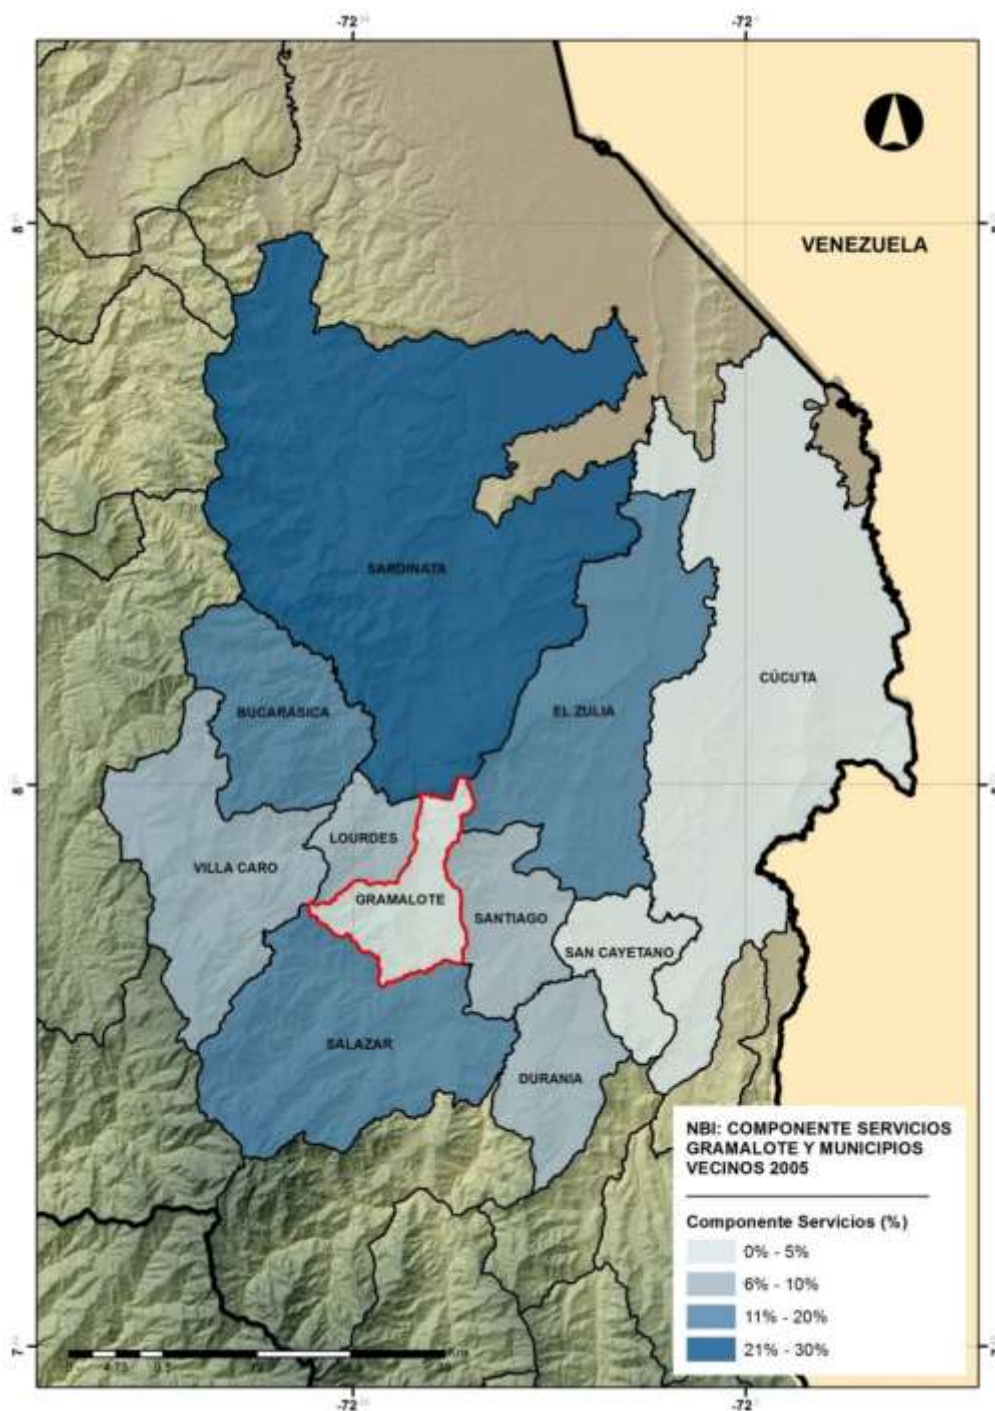 -72
-72
VENEZUELA
SARDINATA
CÚCUTA
BUCARASICA
EL ZULIA
LOURDES
VILLA CARO
GRAMALOTE
SANTIAGO
SAN CAYETANO
SALAZAR
DURANIA
NBI: COMPONENTE SERVICIOS
GRAMALOTE Y MUNICIPIOS
VECINOS 2005
Componente Servicios (%)
0% - 5%
6% - 10%
11% - 20%
21% - 30%
Km
-72
-72